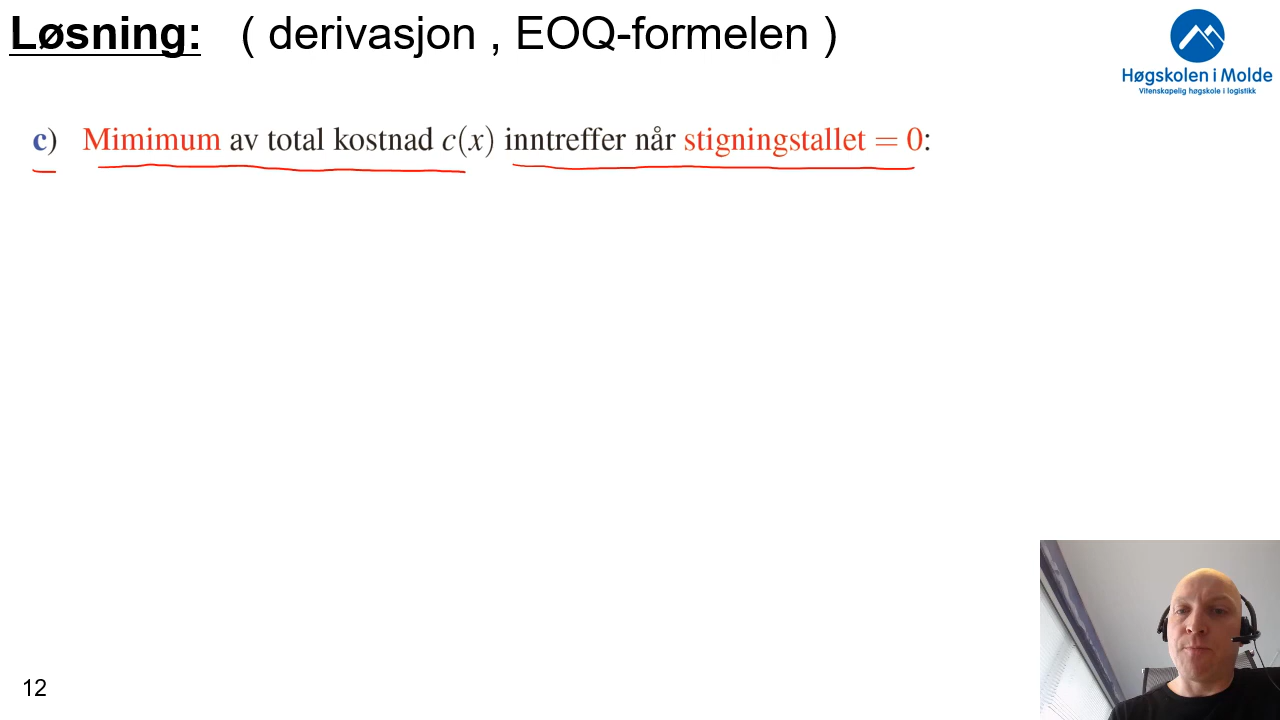 Løsning: ( derivasjon , EOQ-formelen )
Høgskolen i Molde
Vitenskapelig høgskole i logistikk
c) Mimimum av total kostnad c(x) inntreffer når stigningstallet = 0:
12